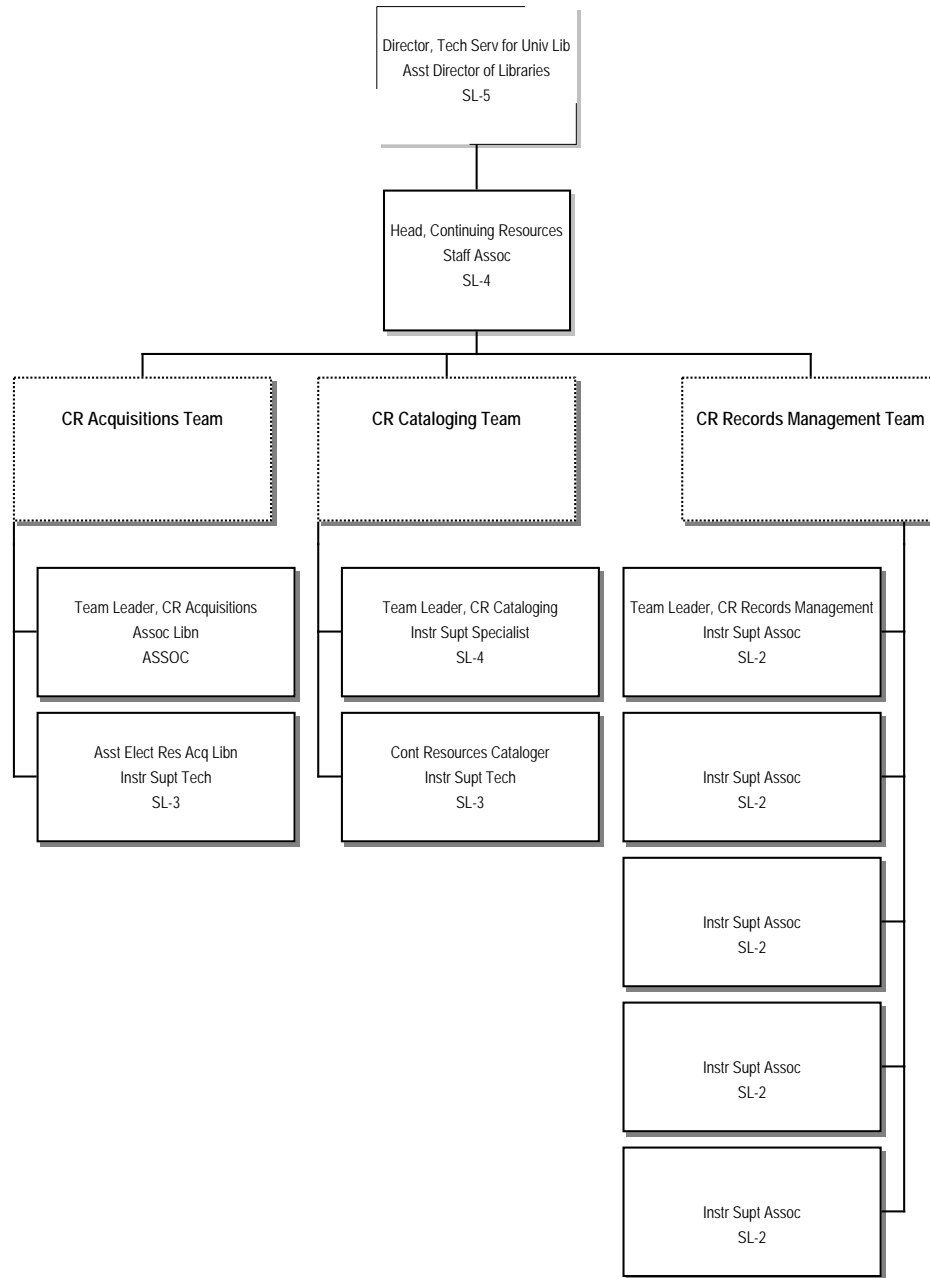 Director, Tech Serv for Univ Lib
Asst Director of Libraries
SL-5
Head, Continuing Resources
Staff Assoc
SL-4
CR Acquisitions Team
Team Leader, CR Acquisitions
Assoc Libn
ASSOC
Asst Elect Res Acq Libn
Instr Supt Tech
SL-3
CR Cataloging Team
Team Leader, CR Cataloging
Instr Supt Specialist
SL-4
Cont Resources Cataloger
Instr Supt Tech
SL-3
CR Records Management Team
Team Leader, CR Records Management
Instr Supt Assoc
SL-2
Instr Supt Assoc
SL-2
Instr Supt Assoc
SL-2
Instr Supt Assoc
SL-2
Instr Supt Assoc
SL-2